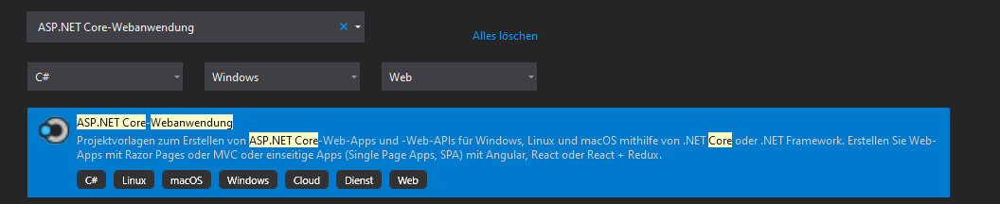 ASP.NET Core-Webanwendung
Alles löschen
C# Windows Web
ASP.NET Core-Webanwendung
Projektvorlagen zum Erstellen von ASP.NET Core-Web-Apps und -Web-APIs für Windows, Linux und macOS mithilfe von .NET Core oder .NET Framework. Erstellen Sie Web-
Apps mit Razor Pages oder MVC oder einseitige Apps (Single Page Apps, SPA) mit Angular, React oder React + Redux.
C# Linux macOS Windows Cloud Dienst Web